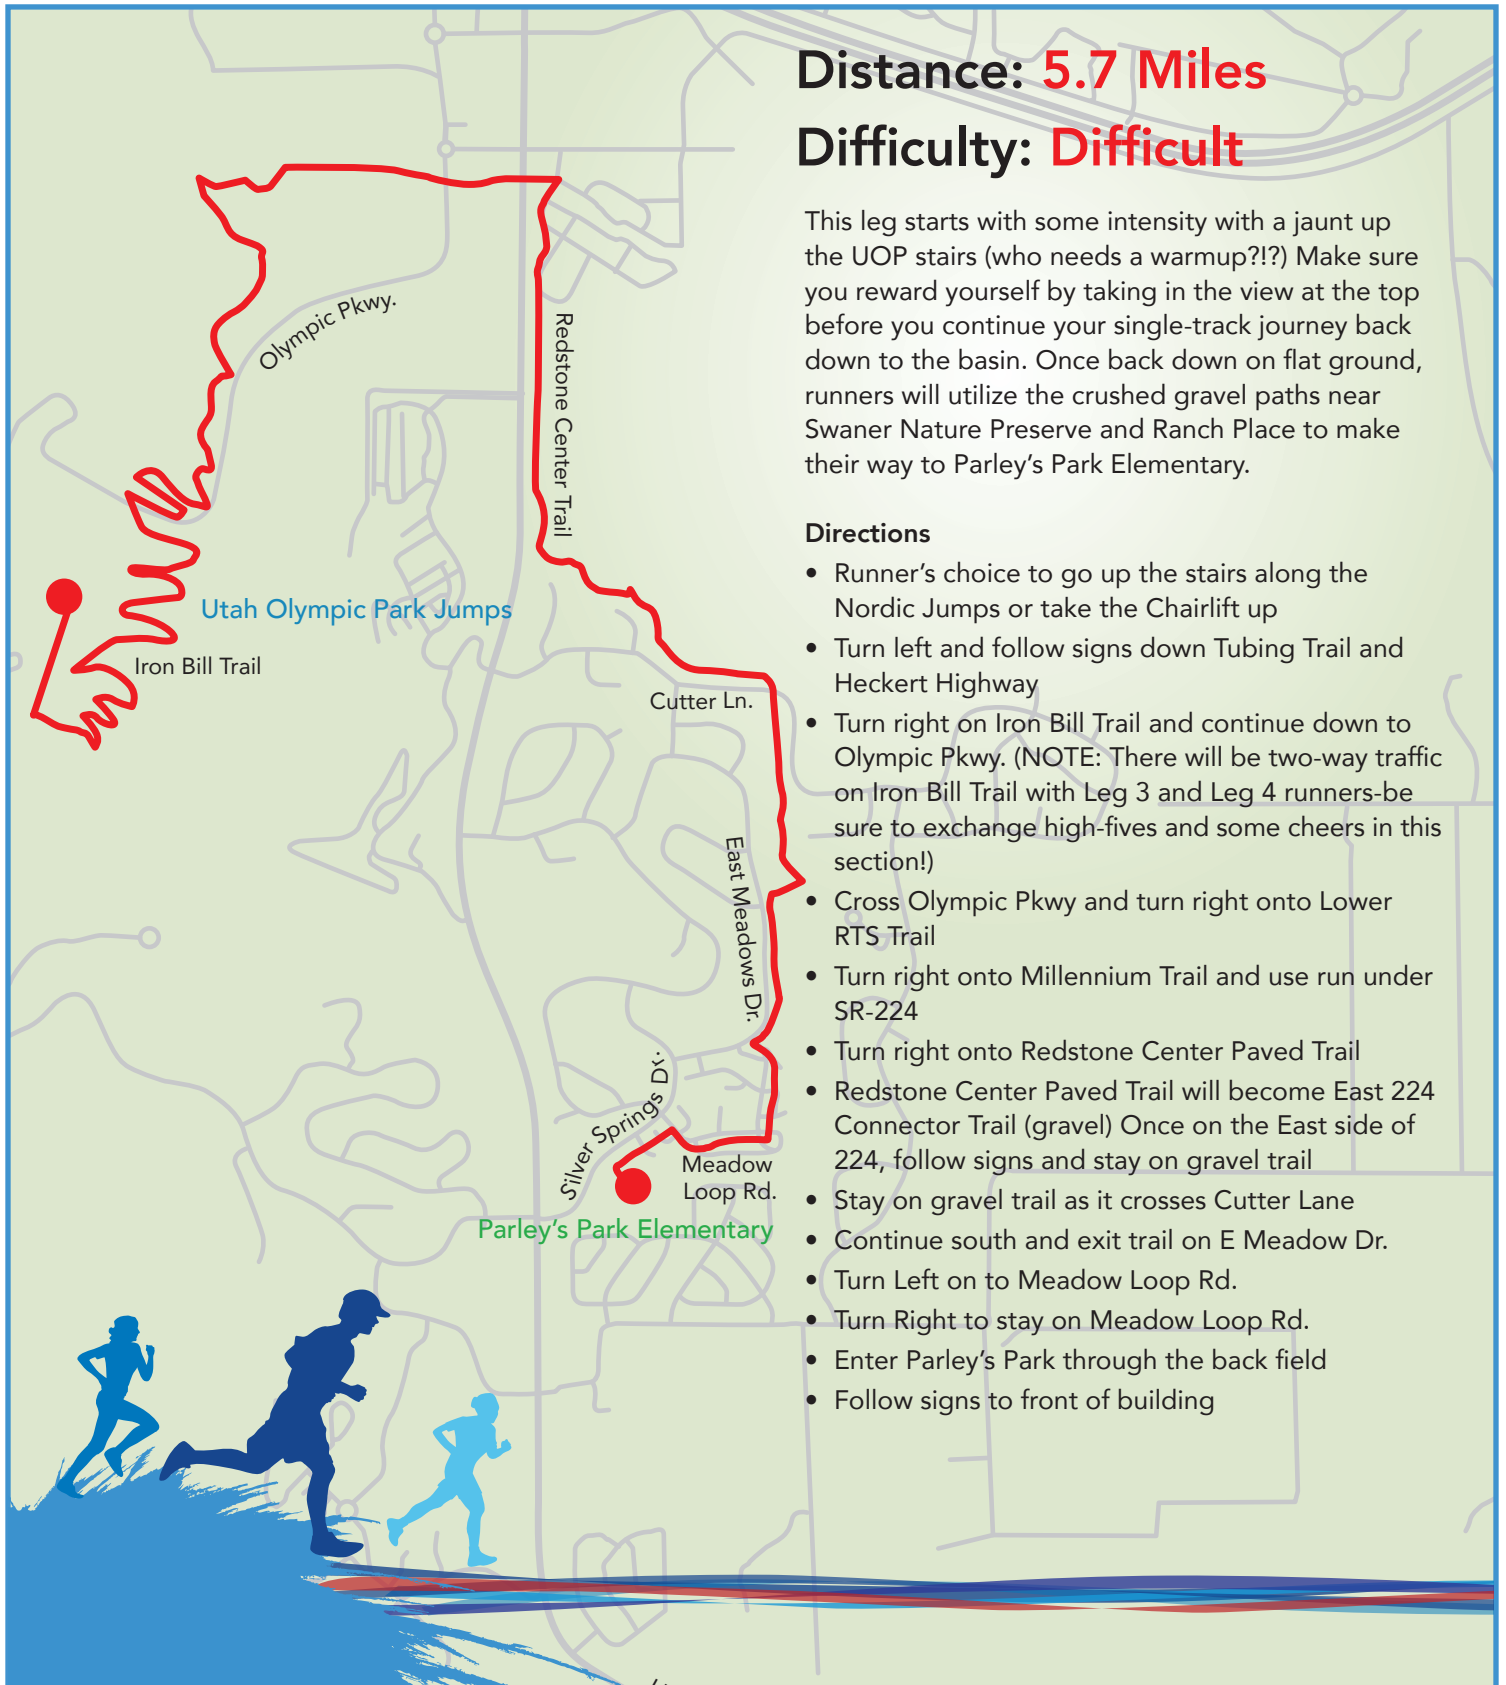 Distance: 5.7 Miles
Difficulty: Difficult
This leg starts with some intensity with a jaunt up
the UOP stairs (who needs a warmup?!?) Make sure
you reward yourself by taking in the view at the top
before you continue your single-track journey back
down to the basin. Once back down on flat ground,
runners will utilize the crushed gravel paths near
Swaner Nature Preserve and Ranch Place to make
their way to Parley's Park Elementary.
Directions
• Runner's choice to go up the stairs along the
Nordic Jumps or take the Chairlift up
• Turn left and follow signs down Tubing Trail and
Heckert Highway
• Turn right on Iron Bill Trail and continue down to
Olympic Pkwy. (NOTE: There will be two-way traffic
on Iron Bill Trail with Leg 3 and Leg 4 runners-be
sure to exchange high-fives and some cheers in this
section!)
• Cross Olympic Pkwy and turn right onto Lower
RTS Trail
• Turn right onto Millennium Trail and use run under
SR-224
• Turn right onto Redstone Center Paved Trail
• Redstone Center Paved Trail will become East 224
Connector Trail (gravel) Once on the East side of
224, follow signs and stay on gravel trail
• Stay on gravel trail as it crosses Cutter Lane
• Continue south and exit trail on E Meadow Dr.
• Turn Left on to Meadow Loop Rd.
• Turn Right to stay on Meadow Loop Rd.
• Enter Parley's Park through the back field
• Follow signs to front of building
Olympic Pkwy.
Redstone Center Trail
Utah Olympic Park Jumps
Iron Bill Trail
Cutter Ln.
East Meadows Dr.
Silver Springs Dr.
Meadow
Loop Rd.
Parley's Park Elementary